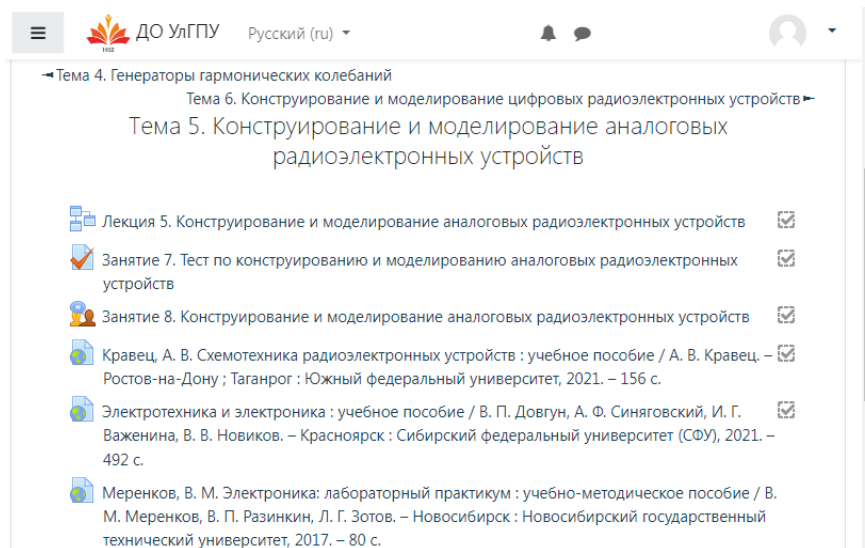 ДО УлГПУ Русский (ru)
1932
Тема 4. Генераторы гармонических колебаний
Тема 6. Конструирование и моделирование цифровых радиоэлектронных устройств
Тема 5. Конструирование и моделирование аналоговых
радиоэлектронных устройств
Лекция 5. Конструирование и моделирование аналоговых радиоэлектронных устройств
Занятие 7. Тест по конструированию и моделированию аналоговых радиоэлектронных
устройств
Занятие 8. Конструирование и моделирование аналоговых радиоэлектронных устройств
Кравец, А. В. Схемотехника радиоэлектронных устройств : учебное пособие / А. В. Кравец. –
Ростов-на-Дону ; Таганрог : Южный федеральный университет, 2021. – 156 с.
Электротехника и электроника : учебное пособие / В. П. Довгун, А. Ф. Синяговский, И. Г.
Важенина, В. В. Новиков. – Красноярск : Сибирский федеральный университет (СФУ), 2021. –
492 с.
Меренков, В. М. Электроника: лабораторный практикум : учебно-методическое пособие / В.
М. Меренков, В. П. Разинкин, Л. Г. Зотов. – Новосибирск : Новосибирский государственный
технический университет, 2017. – 80 с.